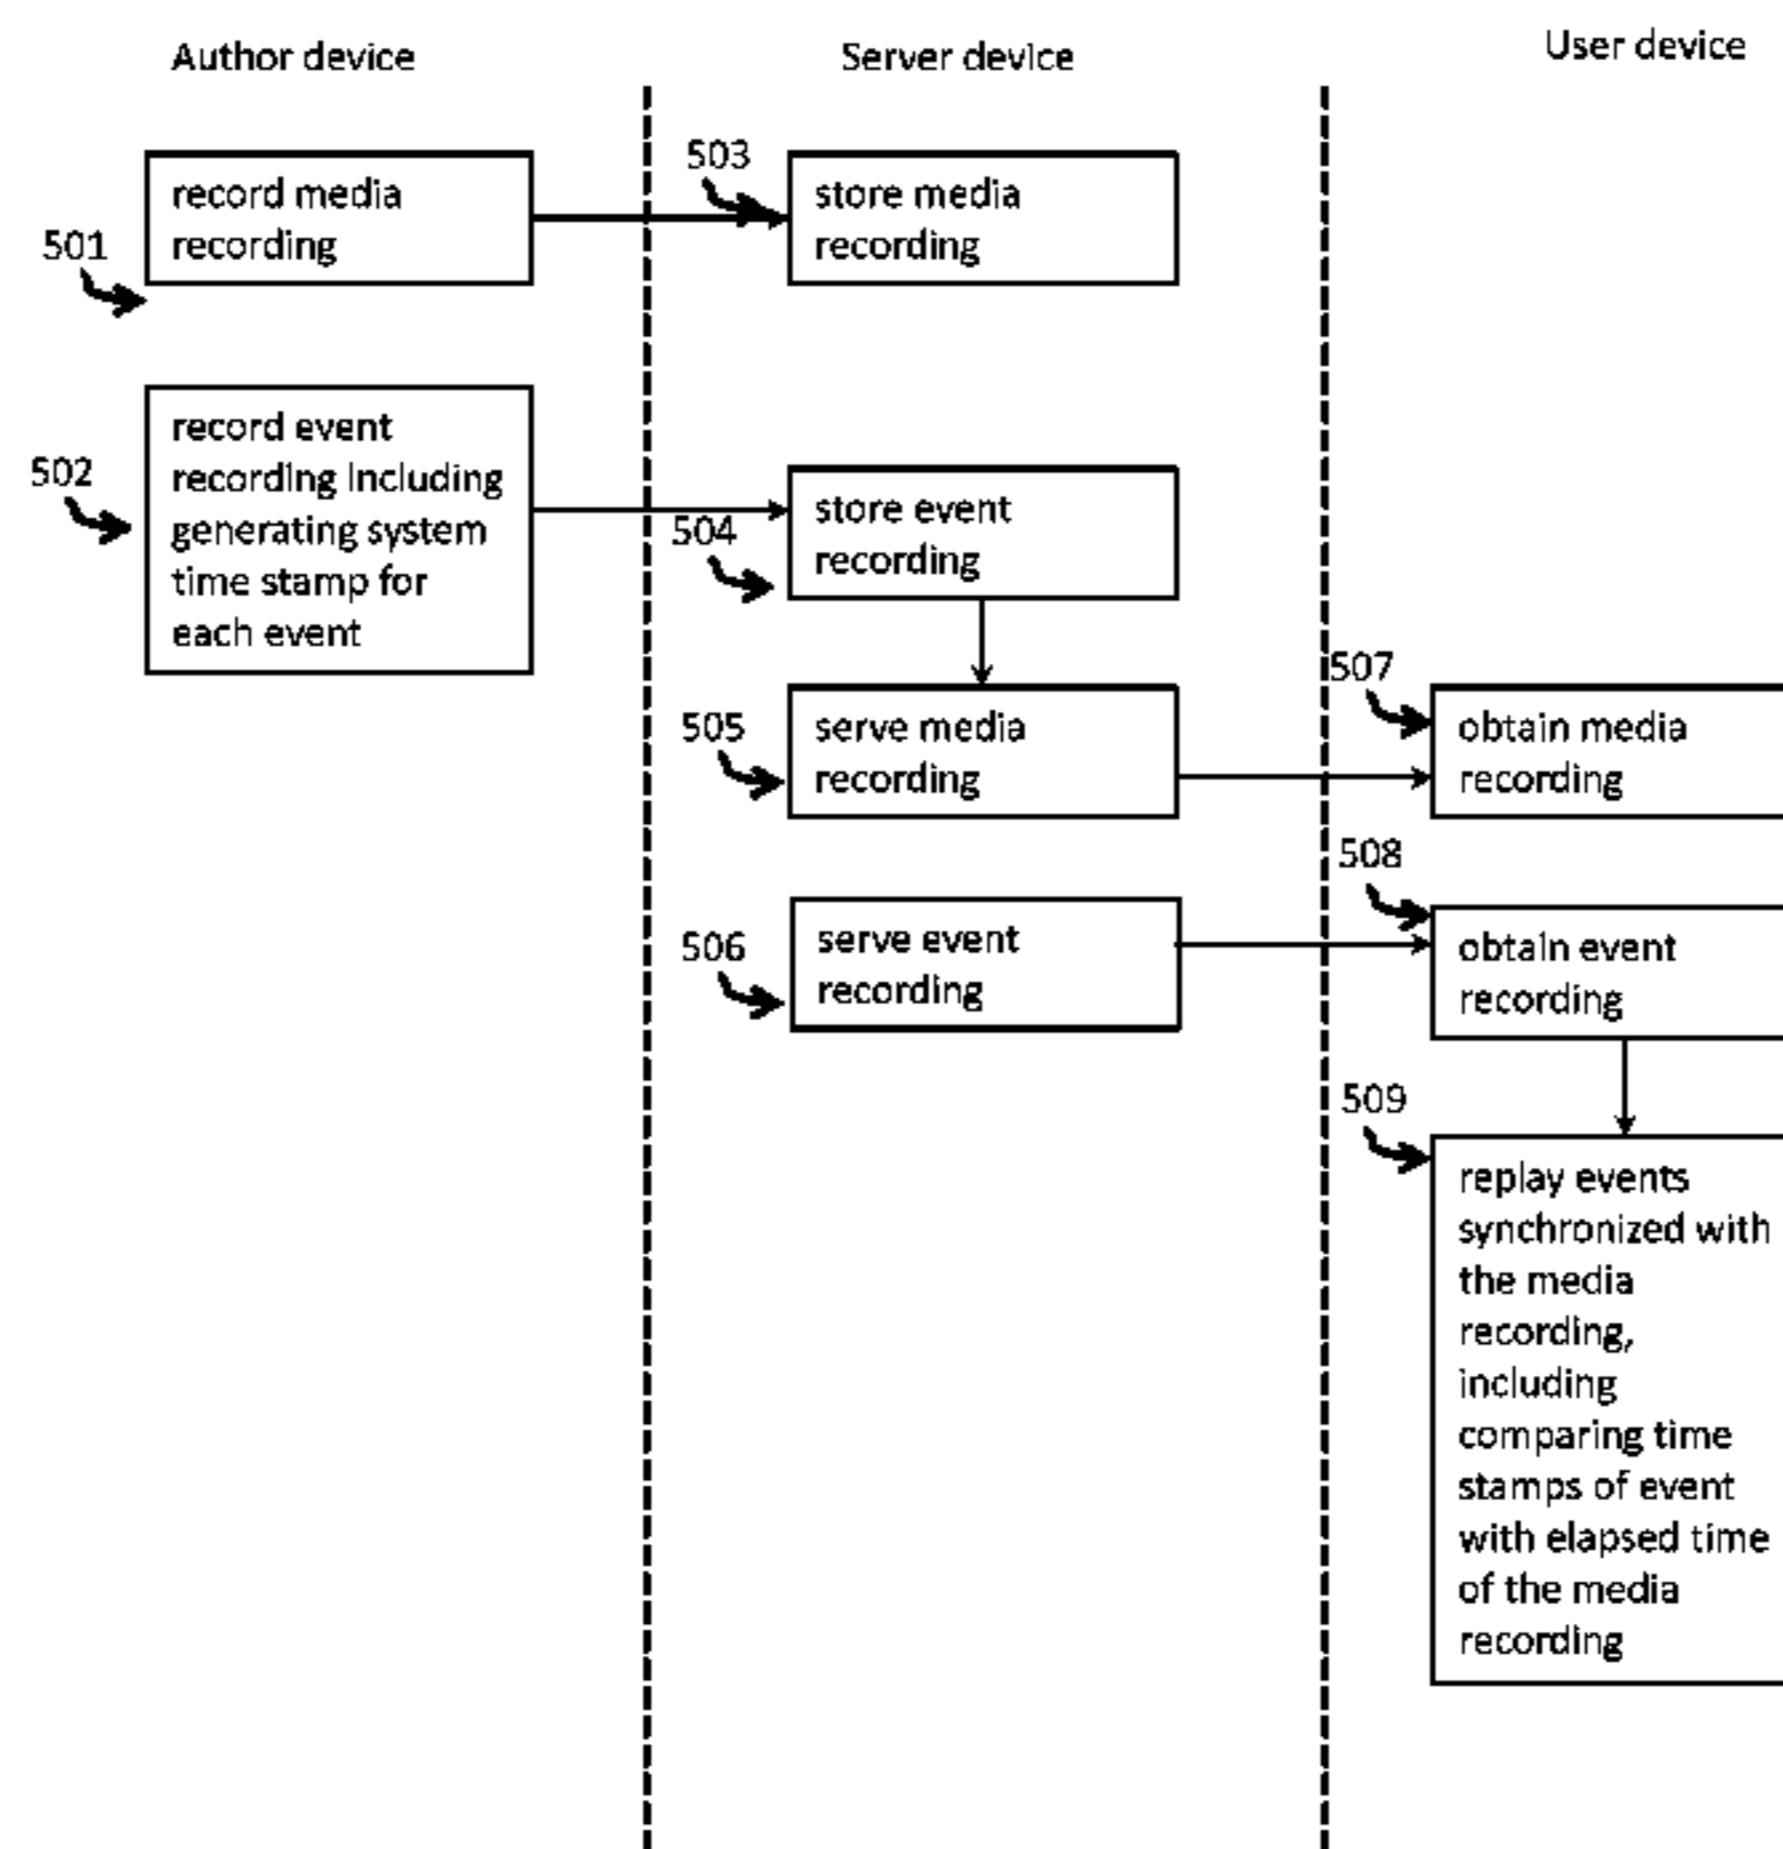 Author device
Server device
User device
501
record media
recording
503
store media
recording
502
record event
recording including
generating system
time stamp for
each event
504
store event
recording
505
serve media
recording
507
obtain media
recording
506
serve event
recording
508
obtain event
recording
509
replay events
synchronized with
the media
recording,
including
comparing time
stamps of event
with elapsed time
of the media
recording